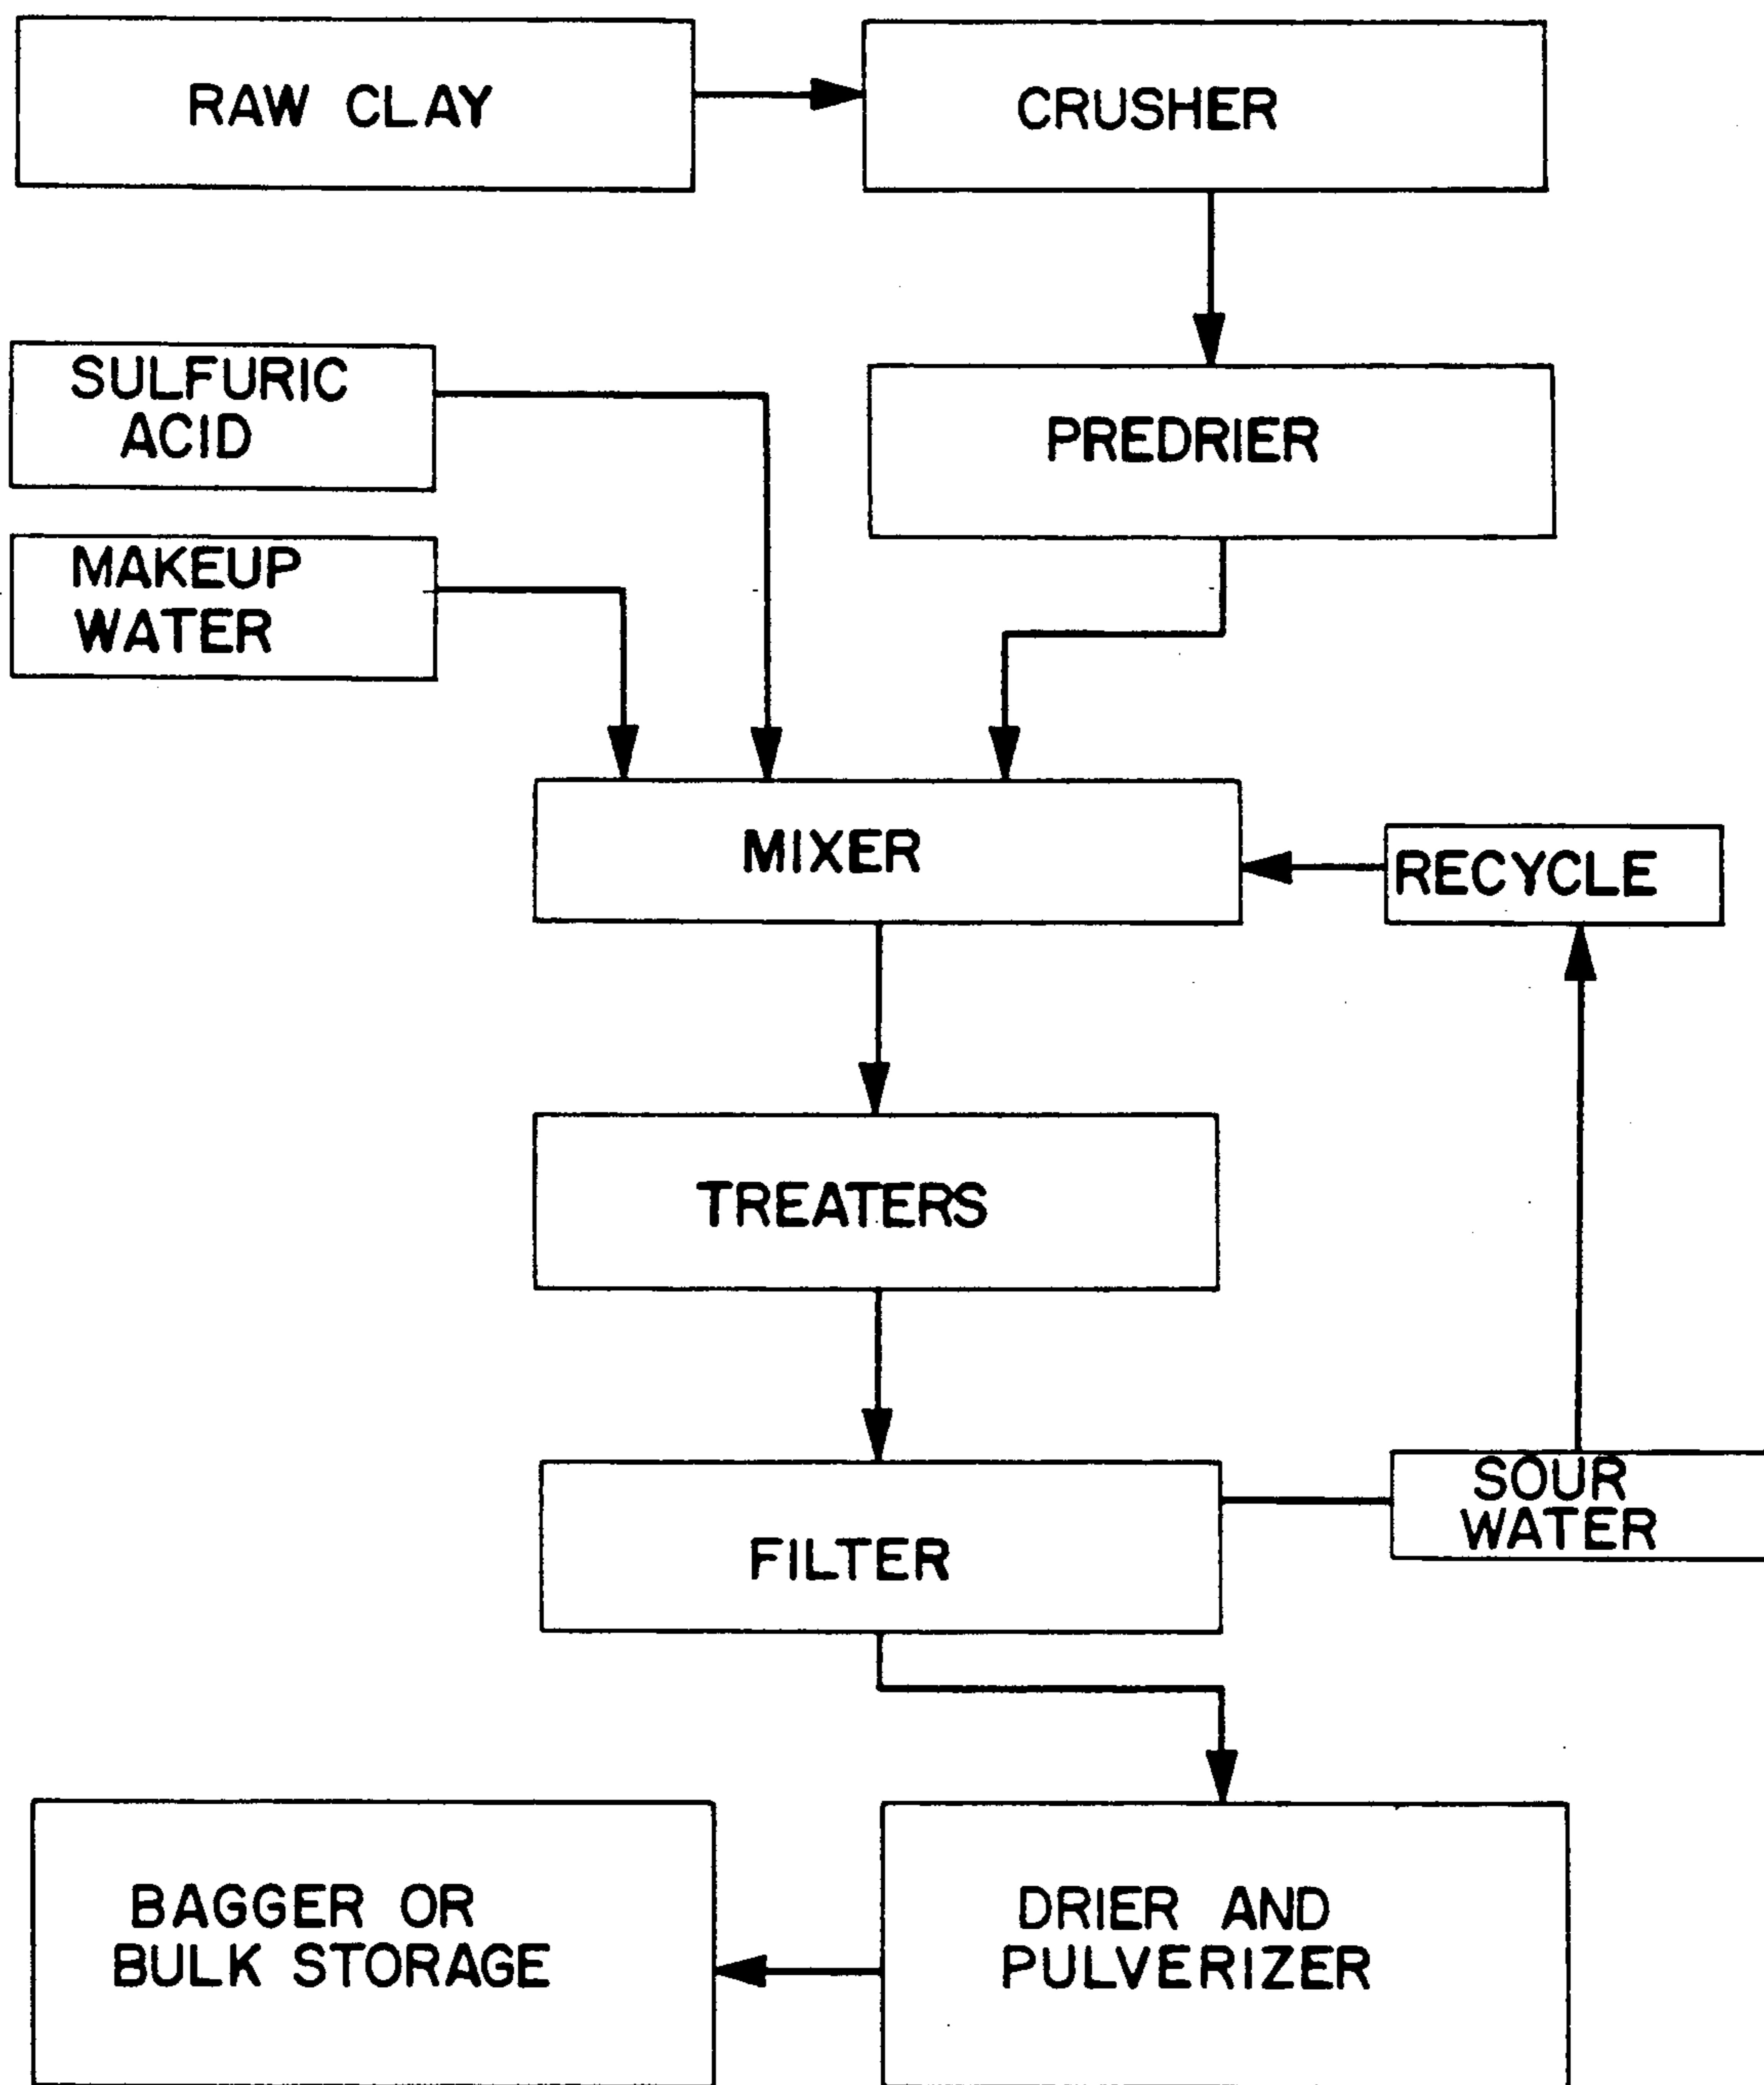 RAW CLAY
CRUSHER
SULFURIC
ACID
PREDRIER
MAKEUP
WATER
MIXER
RECYCLE
TREATERS
SOUR
WATER
FILTER
BAGGER OR
BULK STORAGE
DRIER AND
PULVERIZER